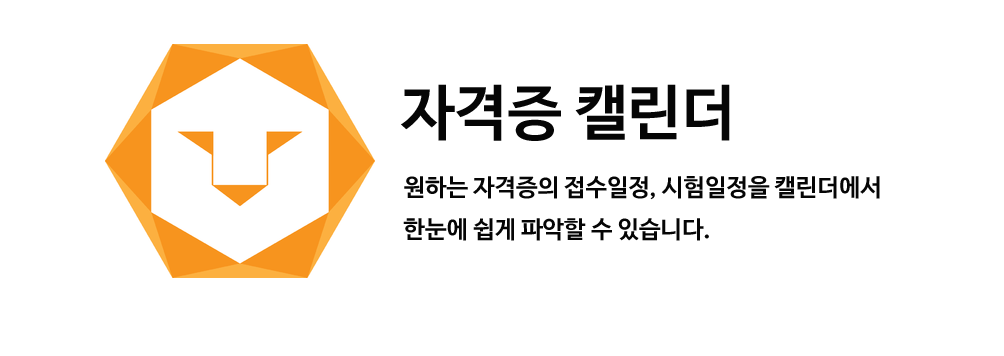 자격증 캘린더
원하는 자격증의 접수일정, 시험일정을 캘린더에서
한눈에 쉽게 파악할 수 있습니다.